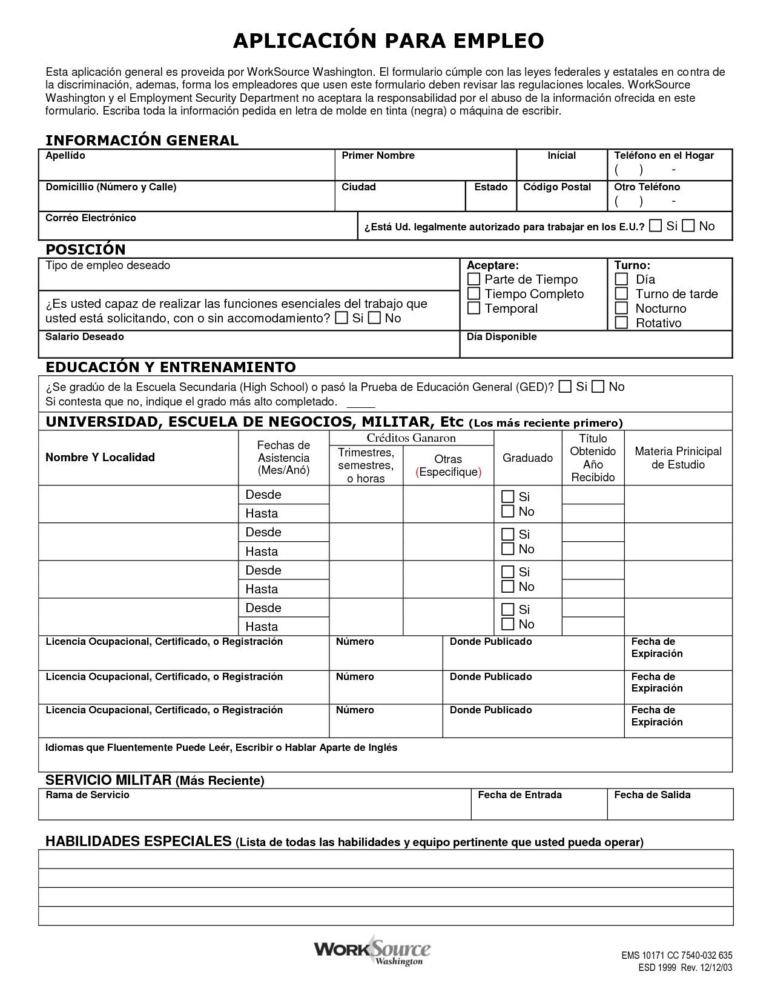 APLICACIÓN PARA EMPLEO
Esta aplicación general es proveida por WorkSource Washington. El formulario cúmple con las leyes federales y estatales en contra de
la discriminación, ademas, forma los empleadores que usen este formulario deben revisar las regulaciones locales. WorkSource
Washington y el Employment Security Department no aceptara la responsabilidad por el abuso de la información ofrecida en este
formulario. Escriba toda la información pedida en letra de molde en tinta (negra) o máquina de escribir.
INFORMACIÓN GENERAL
Apellído Primer Nombre Inícial Teléfono en el Hogar
( ) -
Domicillio (Número y Calle) Ciudad Estado Código Postal Otro Teléfono
( ) -
Corréo Electrónico
¿Está Ud. legalmente autorizado para trabajar en los E.U.? Si No
POSICIÓN
Tipo de empleo deseado Aceptare: Turno:
Parte de Tiempo Día
Tiempo Completo Turno de tarde
¿Es usted capaz de realizar las funciones esenciales del trabajo que Temporal Nocturno
usted está solicitando, con o sin accomodamiento? Si No Rotativo
Salario Deseado Día Disponible
EDUCACIÓN Y ENTRENAMIENTO
¿Se gradúo de la Escuela Secundaria (High School) o pasó la Prueba de Educación General (GED)? Si No
Si contesta que no, indique el grado más alto completado. ____
UNIVERSIDAD, ESCUELA DE NEGOCIOS, MILITAR, Etc (Los más reciente primero)
Nombre Y Localidad
Fechas de
Asistencia
(Mes/Anó)
Créditos Ganaron
Trimestres,
semestres,
o horas
Otras
(Especifique)
Graduado
Título
Obtenido
Año
Recibido
Materia Prinicipal
de Estudio
Desde Si
Hasta No
Desde Si
Hasta No
Desde Si
Hasta No
Desde Si
Hasta No
Licencia Ocupacional, Certificado, o Registración Número Donde Publicado Fecha de
Expiración
Licencia Ocupacional, Certificado, o Registración Número Donde Publicado Fecha de
Expiración
Licencia Ocupacional, Certificado, o Registración Número Donde Publicado Fecha de
Expiración
Idiomas que Fluentemente Puede Leér, Escribir o Hablar Aparte de Inglés
SERVICIO MILITAR (Más Reciente)
Rama de Servicio Fecha de Entrada Fecha de Salida
HABILIDADES ESPECIALES (Lista de todas las habilidades y equipo pertinente que usted pueda operar)
WORKSource
Washington
EMS 10171 CC 7540-032 635
ESD 1999 Rev. 12/12/03